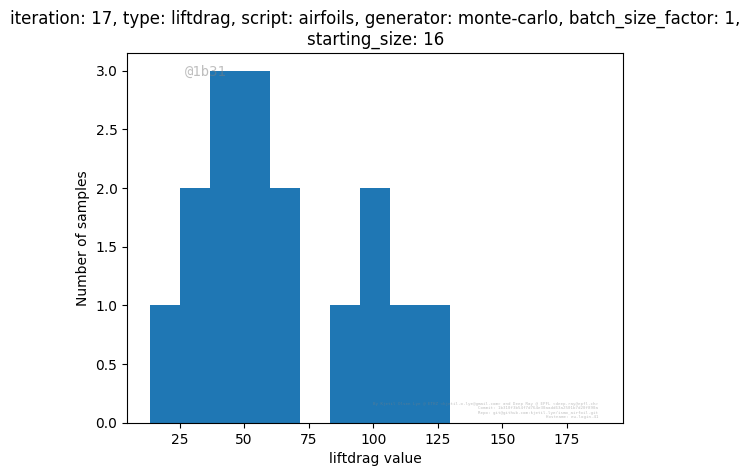 iteration: 17, type: liftdrag, script: airfoils, generator: monte-carlo, batch_size_factor: 1,
starting_size: 16
@1b31
3.0
2.5
2.0
1.5
1.0
0.5
0.0
Number of samples
25 50 75 100 125 150 175
liftdrag value